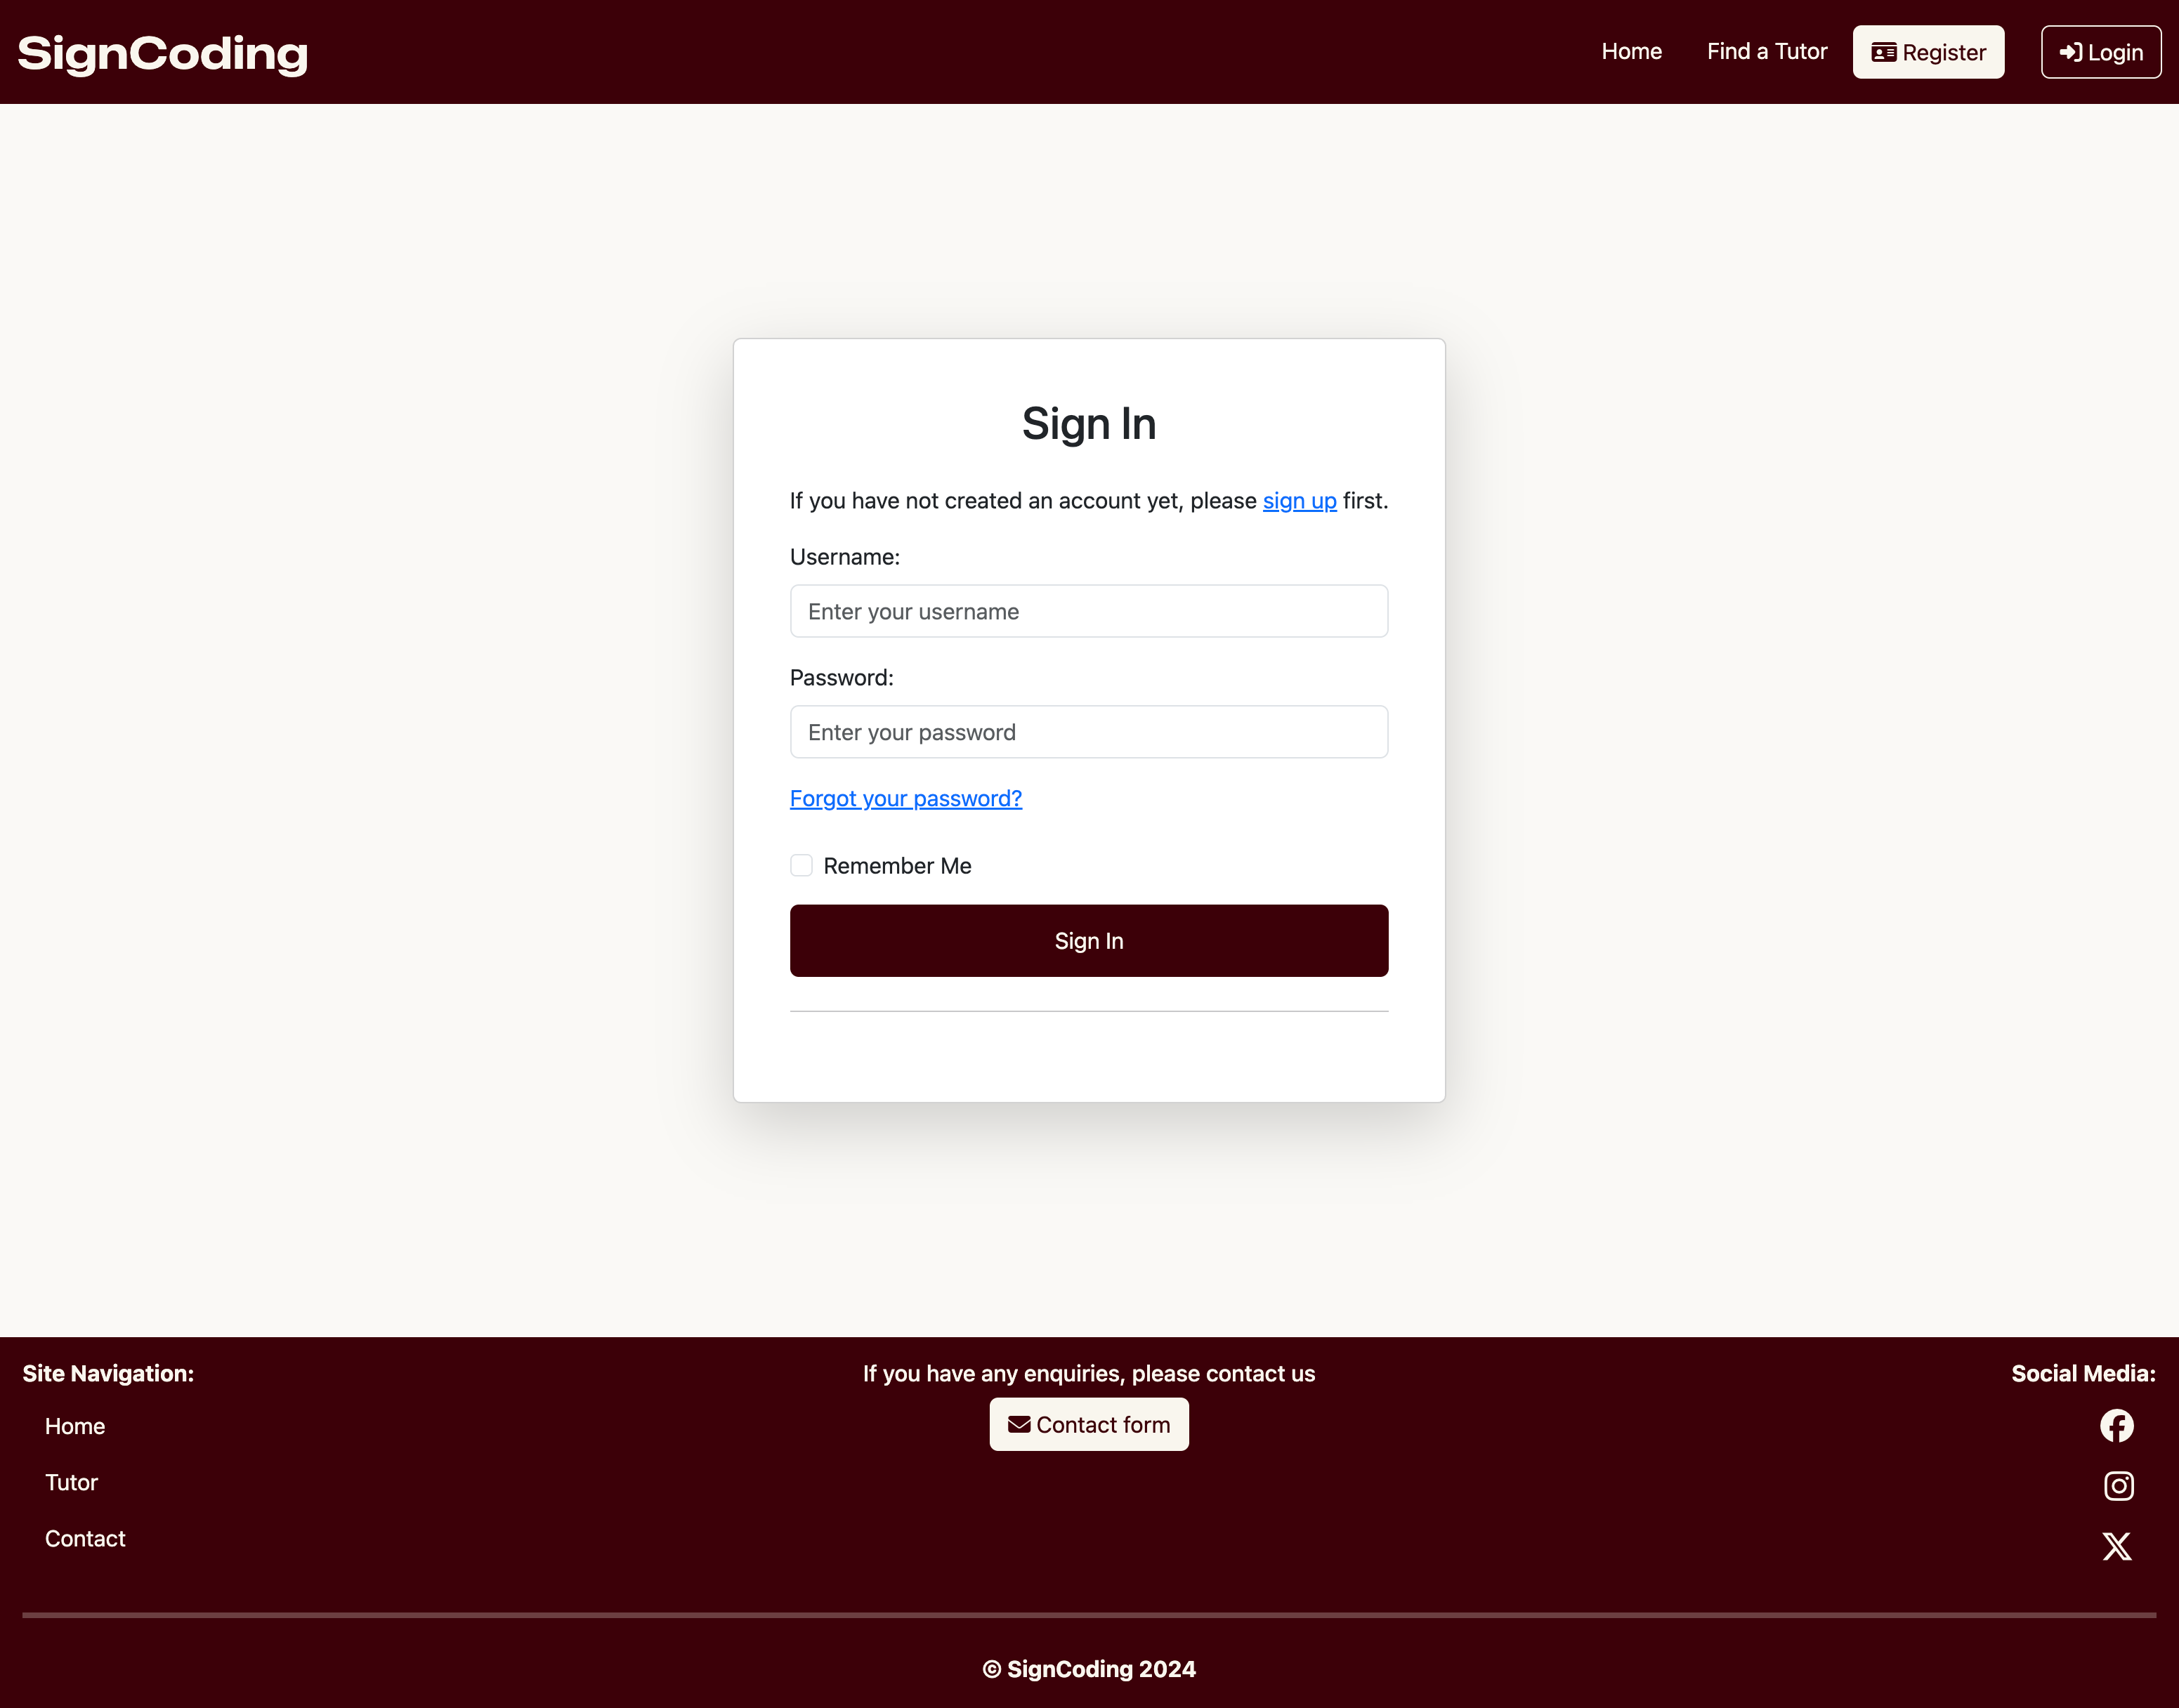 SignCoding
Home
Find a Tutor
Register
Login
Sign In
If you have not created an account yet, please sign up first.
Username:
Enter your username
Password:
Enter your password
Forgot your password?
Remember Me
Sign In
Site Navigation:
Home
Tutor
Contact
If you have any enquiries, please contact us
Contact form
Social Media:
© SignCoding 2024